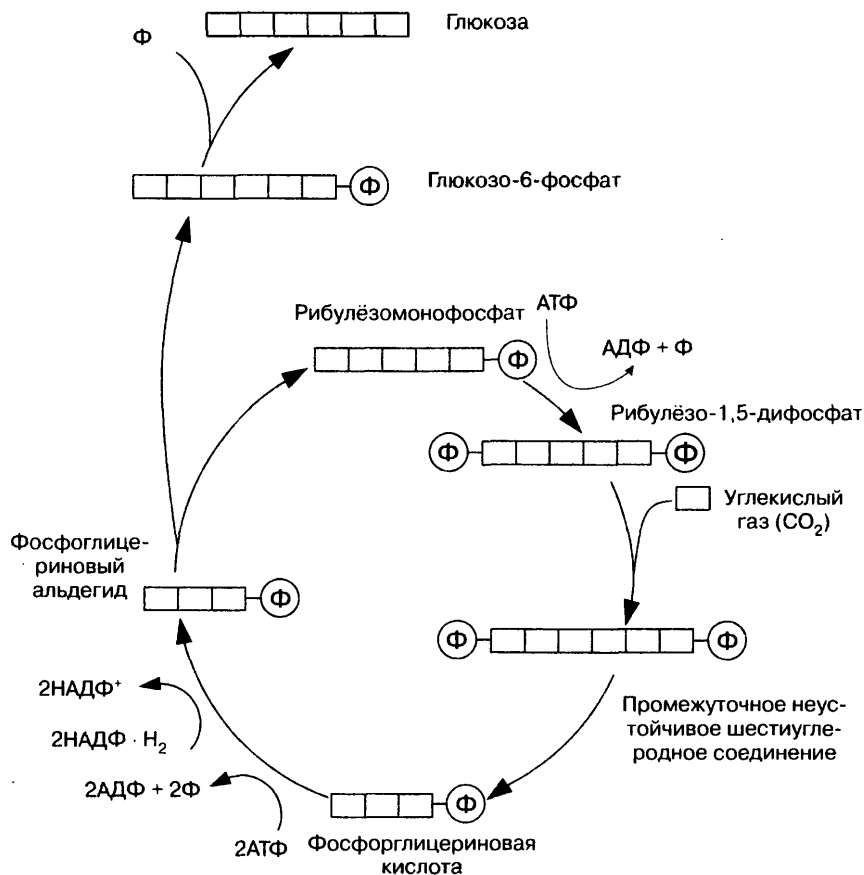 Глюкоза
Ф
Ф
Глюкозо-6-фосфат
Рибулёзомонофосфат
АТФ
Ф
АДФ + Ф
Рибулёзо-1,5-дифосфат
Ф
Ф
Углекислый
газ (CO₂)
Фосфоглице-
риновый
альдегид
Ф
Ф
Ф
2НАДФ⁺
2НАДФ · H₂
Промежуточное неус-
тойчивое шестиугле-
родное соединение
2АДФ + 2Ф
Ф
2АТФ
Фосфорглицериновая
кислота